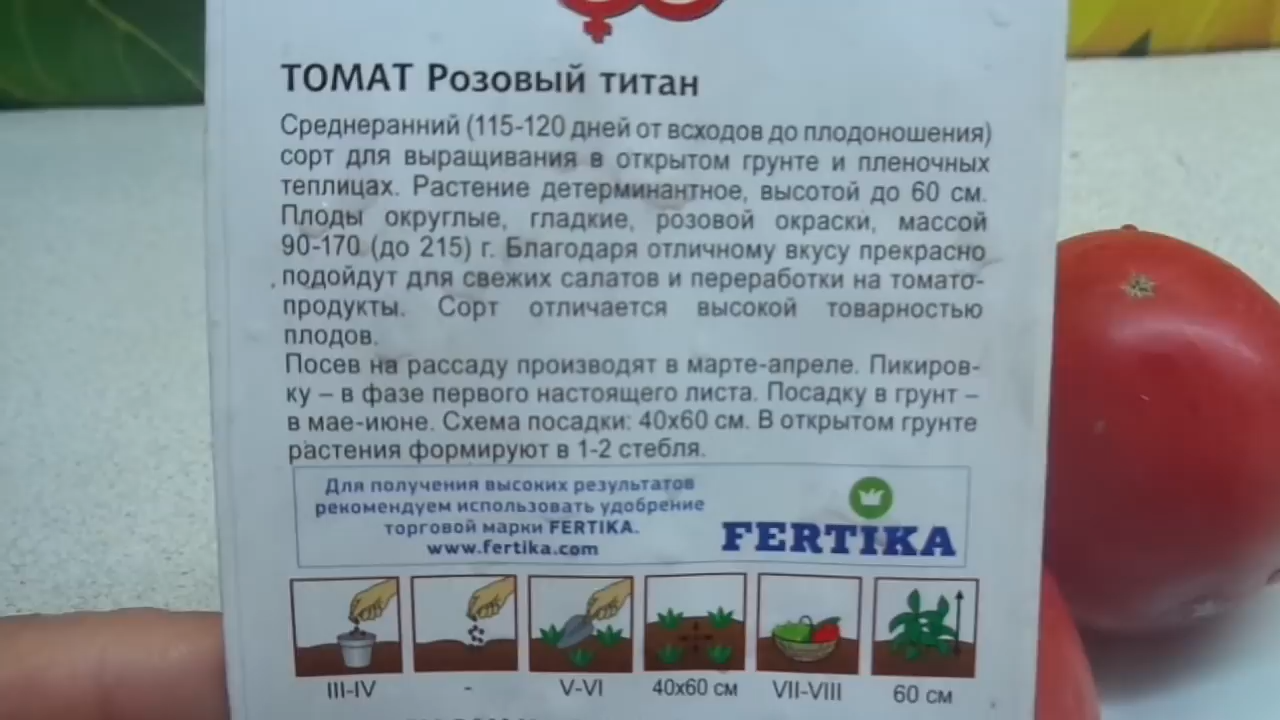 ТОМАТ Розовый титан
Среднеранний (115-120 дней от всходов до плодоношения)
сорт для выращивания в открытом грунте и пленочных
теплицах. Растение детерминантное, высотой до 60 см.
Плоды округлые, гладкие, розовой окраски, массой
90-170 (до 215) г. Благодаря отличному вкусу прекрасно
подойдут для свежих салатов и переработки на томато-
продукты. Сорт отличается высокой товарностью
плодов.
Посев на рассаду производят в марте-апреле. Пикиров-
ку – в фазе первого настоящего листа. Посадку в грунт –
в мае-июне. Схема посадки: 40х60 см. В открытом грунте
растения формируют в 1-2 стебля.
Для получения высоких результатов
рекомендуем использовать удобрение
торговой марки FERTIKA.
www.fertika.com
FERTIKA
III-IV - V-VI 40х60 см VII-VIII 60 см